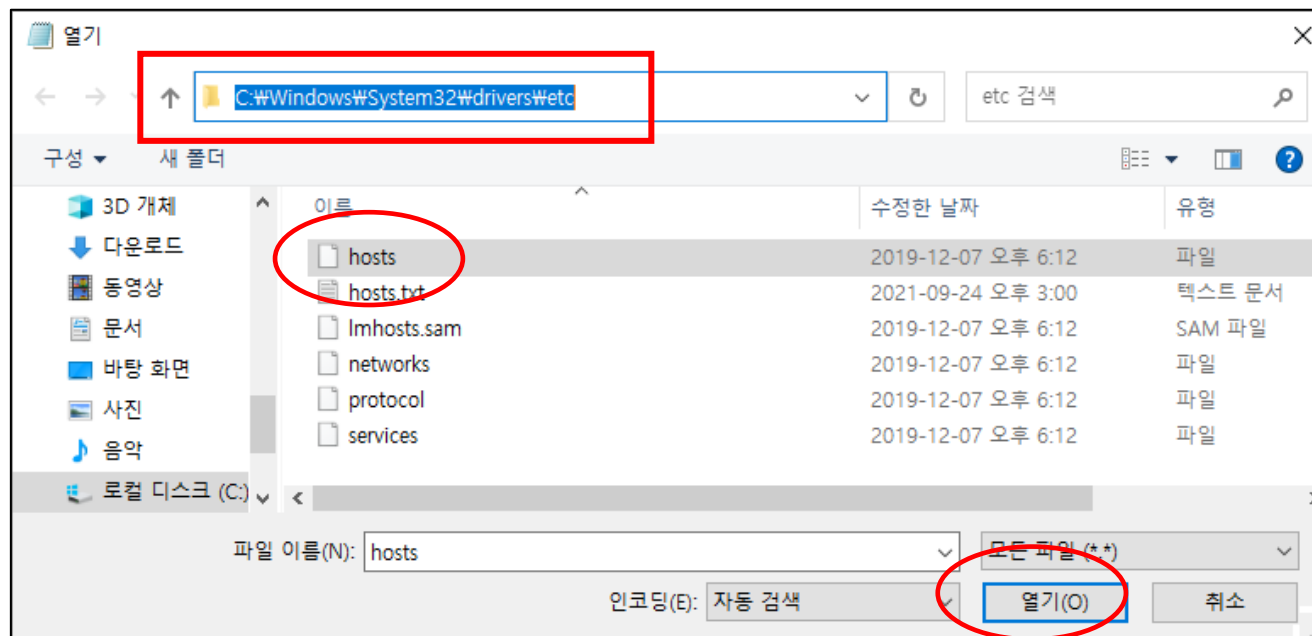 열기
C:₩Windows₩System32₩drivers₩etc
etc 검색
구성
새 폴더
이름
수정한 날짜
유형
3D 개체
다운로드
동영상
문서
바탕 화면
사진
음악
로컬 디스크 (C:)
hosts 2019-12-07 오후 6:12 파일
hosts.txt 2021-09-24 오후 3:00 텍스트 문서
lmhosts.sam 2019-12-07 오후 6:12 SAM 파일
networks 2019-12-07 오후 6:12 파일
protocol 2019-12-07 오후 6:12 파일
services 2019-12-07 오후 6:12 파일
파일 이름(N): hosts
모든 파일 (*.*)
인코딩(E): 자동 검색
열기(O)
취소